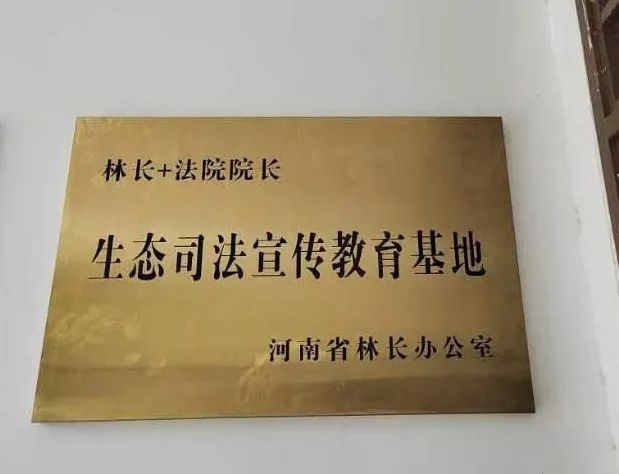 林长+法院院长
生态司法宣传教育基地
河南省林长办公室